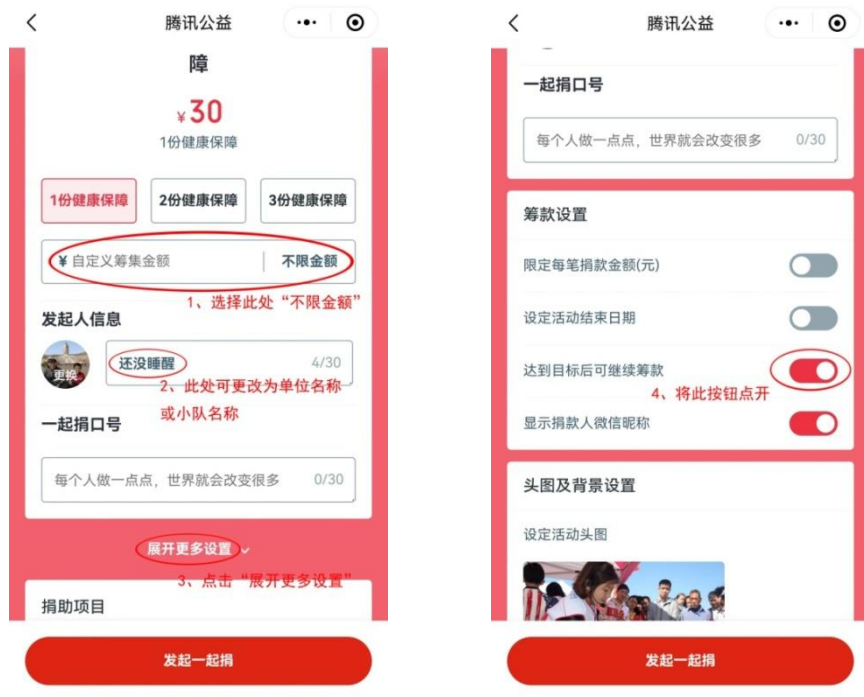 腾讯公益
障
¥30
1份健康保障
1份健康保障 2份健康保障 3份健康保障
¥ 自定义筹集金额 不限金额
1、选择此处“不限金额”
发起人信息
更换
还没睡醒 4/30
2、此处可更改为单位名称
或小队名称
一起捐口号
每个人做一点点，世界就会改变很多 0/30
展开更多设置
3、点击“展开更多设置”
捐助项目
发起一起捐
腾讯公益
一起捐口号
每个人做一点点，世界就会改变很多 0/30
筹款设置
限定每笔捐款金额(元)
设定活动结束日期
达到目标后可继续筹款
4、将此按钮点开
显示捐款人微信昵称
头图及背景设置
设定活动头图
发起一起捐